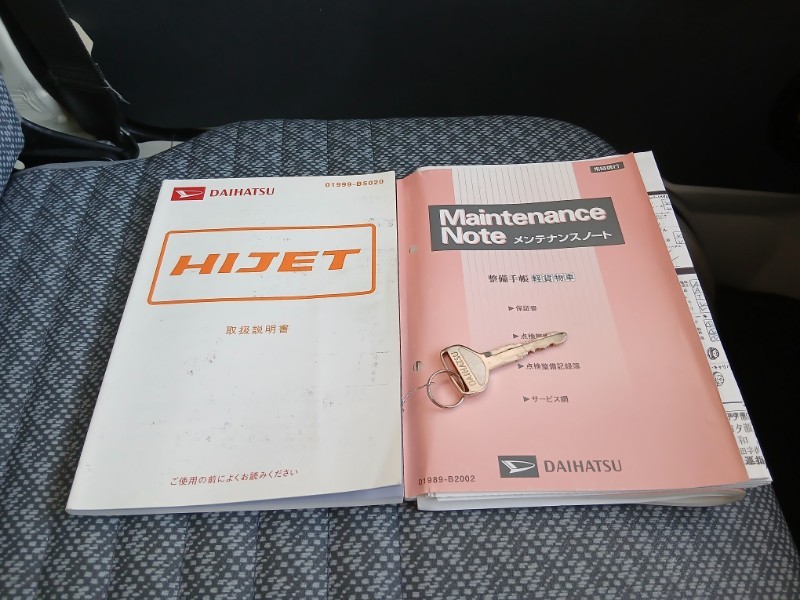 DAIHATSU
01999-B5020
HIJET
取扱説明書
ご使用の前によくお読みください
Maintenance
Note メンテナンスノート
整備手帳 軽貨物車
▶保証書
▶点検整
▶点検整備記録簿
▶サービス網
DAIHATSU
01989-B2002
DAIHATSU